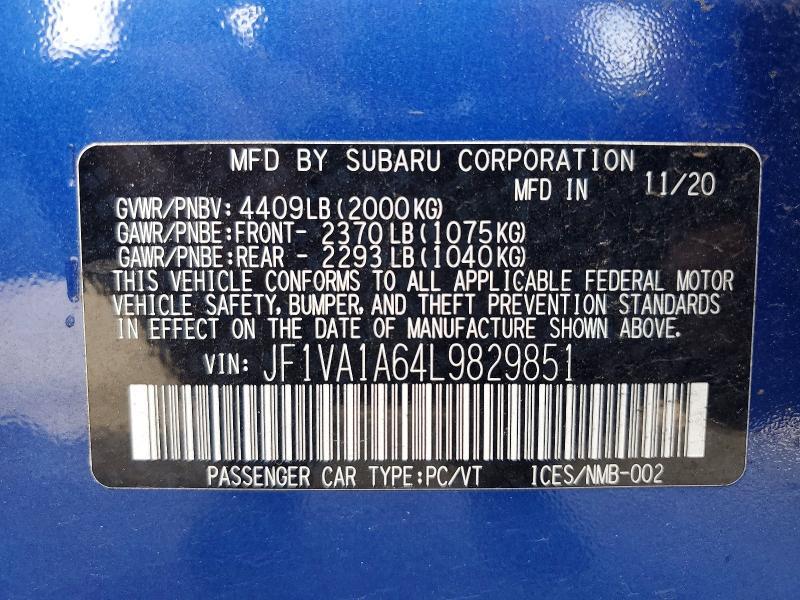 MFD BY SUBARU CORPORATION
MFD IN 11/20
GVWR/PNBV: 4409LB(2000KG)
GAWR/PNBE:FRONT- 2370LB(1075KG)
GAWR/PNBE:REAR - 2293LB(1040KG)
THIS VEHICLE CONFORMS TO ALL APPLICABLE FEDERAL MOTOR
VEHICLE SAFETY, BUMPER, AND THEFT PREVENTION STANDARDS
IN EFFECT ON THE DATE OF MANUFACTURE SHOWN ABOVE.
VIN: JF1VA1A64L9829851
PASSENGER CAR TYPE:PC/VT ICES/NMB-002